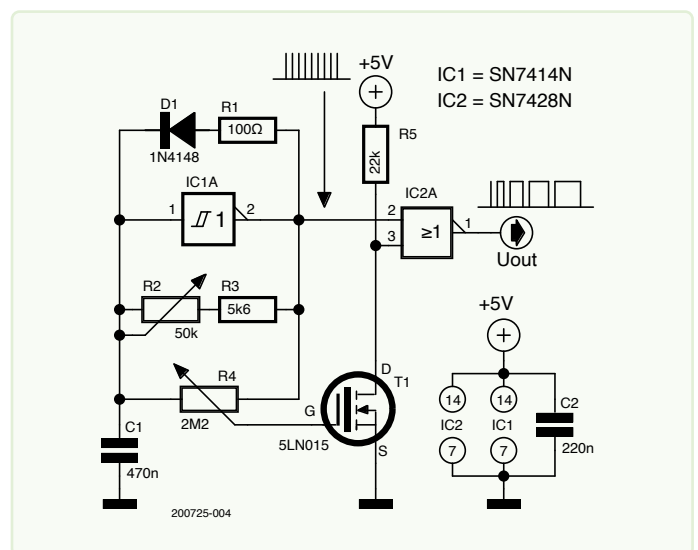 +5V
IC1 = SN7414N
IC2 = SN7428N
D1
R1
100Ω
1N4148
R5
22k
IC1A
1
2
1
IC2A
2
3
≥1
1
Uout
R2
R3
5k6
50k
+5V
R4
2M2
D
T1
G
S
5LN015
C1
470n
14
14
C2
IC2
IC1
220n
7
7
200725-004